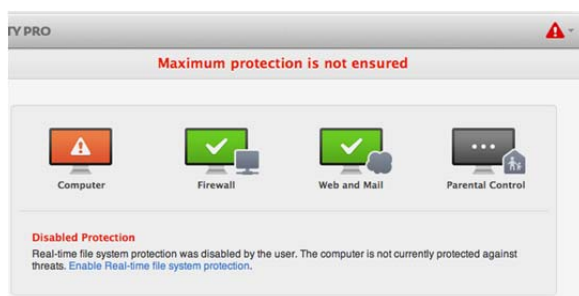 TY PRO
Maximum protection is not ensured
Computer Firewall Web and Mail Parental Control
Disabled Protection
Real-time file system protection was disabled by the user. The computer is not currently protected against
threats. Enable Real-time file system protection.